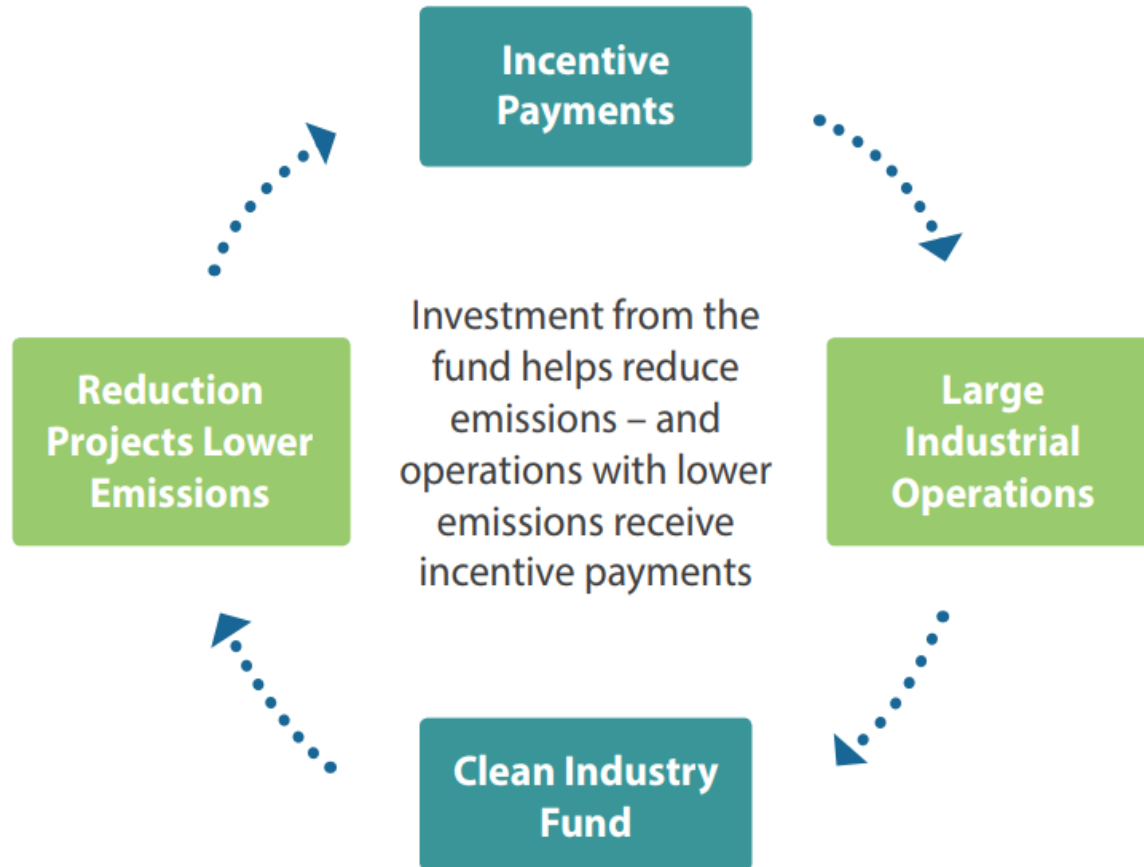 Incentive
Payments
Investment from the
fund helps reduce
emissions – and
operations with lower
emissions receive
incentive payments
Reduction
Projects Lower
Emissions
Large
Industrial
Operations
Clean Industry
Fund